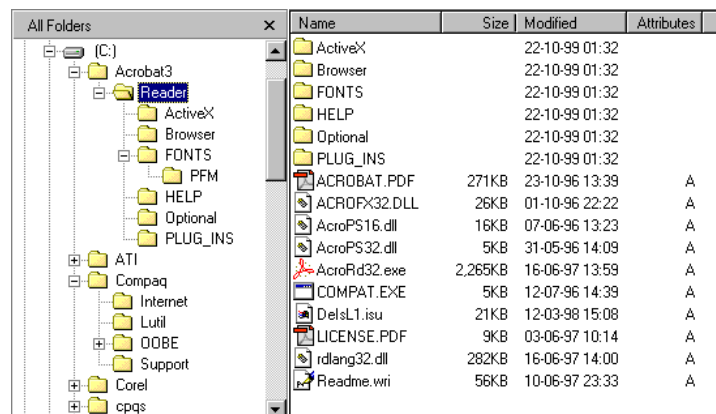 All Folders
(C:)
Acrobat3
Reader
ActiveX
Browser
FONTS
PFM
HELP
Optional
PLUG_INS
ATI
Compaq
Internet
Lutil
OOBE
Support
Corel
cpqs
Name Size Modified Attributes
ActiveX 22-10-99 01:32
Browser 22-10-99 01:32
FONTS 22-10-99 01:32
HELP 22-10-99 01:32
Optional 22-10-99 01:32
PLUG_INS 22-10-99 01:32
ACROBAT.PDF 271KB 23-10-96 13:39 A
ACROFX32.DLL 26KB 01-10-96 22:22 A
AcroPS16.dll 16KB 07-06-96 13:23 A
AcroPS32.dll 5KB 31-05-96 14:09 A
AcroRd32.exe 2,265KB 16-06-97 13:59 A
COMPAT.EXE 5KB 12-07-96 14:39 A
DelsL1.isu 21KB 12-03-98 15:08 A
LICENSE.PDF 9KB 03-06-97 10:14 A
rdlang32.dll 282KB 16-06-97 14:00 A
Readme.wri 56KB 10-06-97 23:33 A